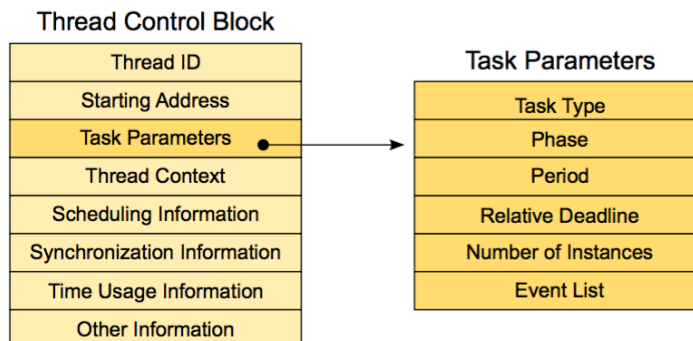 Thread Control Block
Thread ID
Starting Address
Task Parameters
Thread Context
Scheduling Information
Synchronization Information
Time Usage Information
Other Information
Task Parameters
Task Type
Phase
Period
Relative Deadline
Number of Instances
Event List